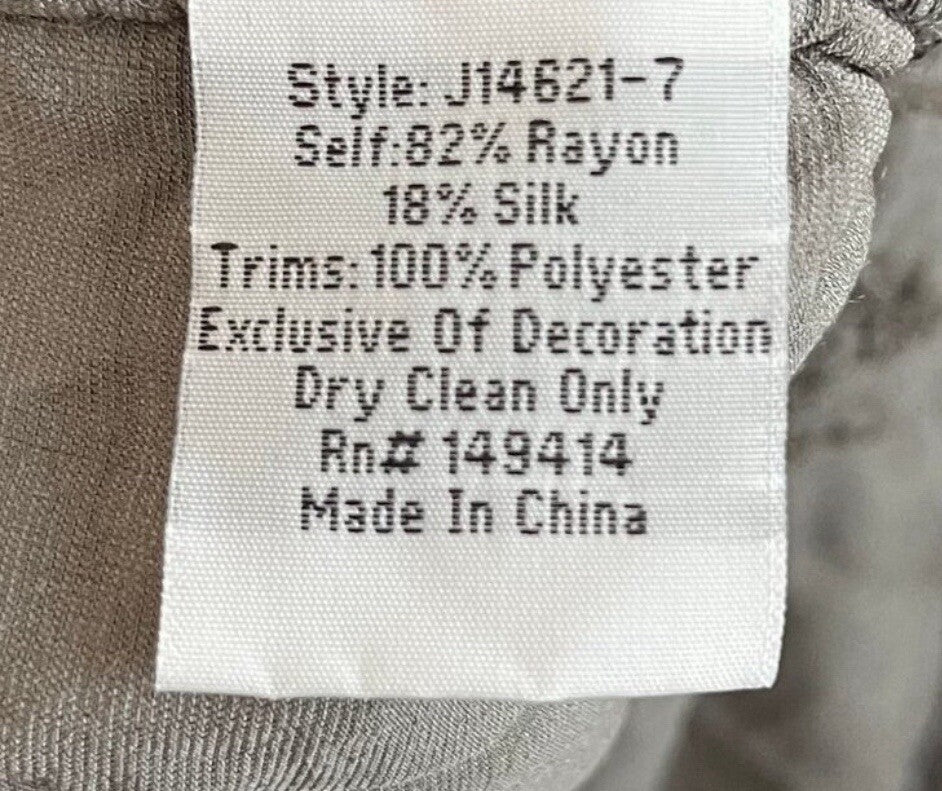 Style: J14621-7
Self:82% Rayon
18% Silk
Trims: 100% Polyester
Exclusive Of Decoration
Dry Clean Only
Rn# 149414
Made In China